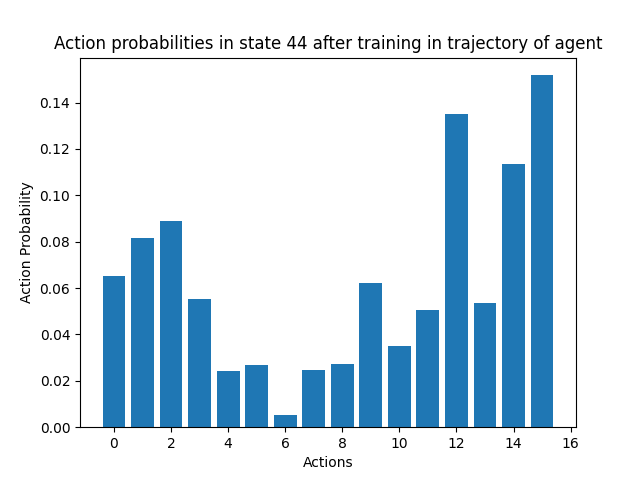 Action probabilities in state 44 after training in trajectory of agent
0.14
0.12
0.10
0.08
0.06
0.04
0.02
0.00
Action Probability
0 2 4 6 8 10 12 14 16
Actions